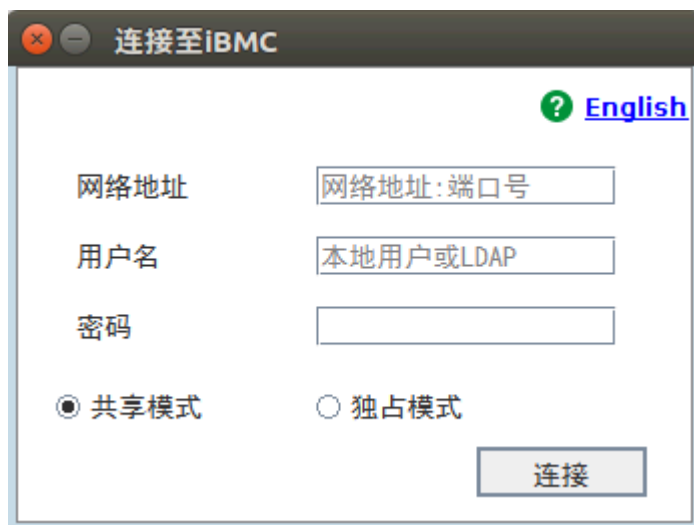 连接至iBMC
English
网络地址 网络地址:端口号
用户名 本地用户或LDAP
密码
共享模式 独占模式
连接